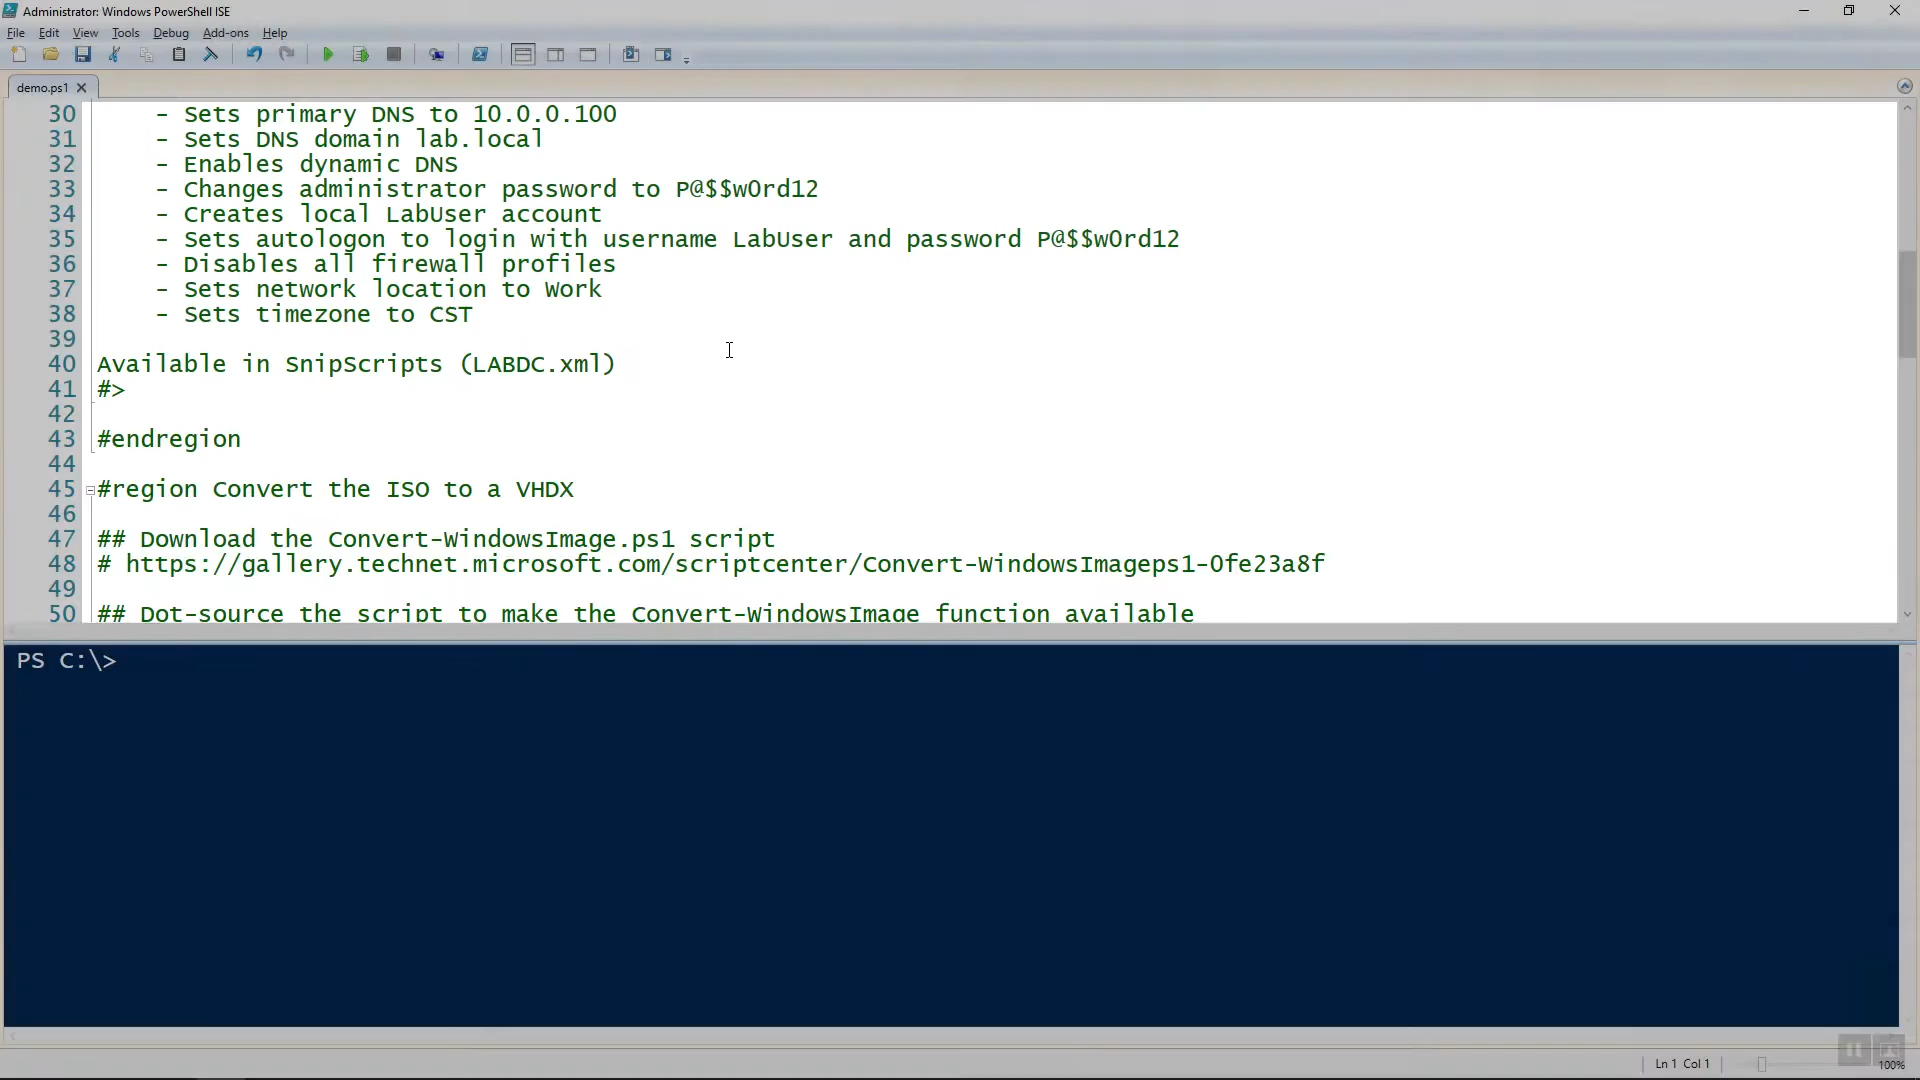 Administrator: Windows PowerShell ISE
File Edit View Tools Debug Add-ons Help
demo.ps1
30 - Sets primary DNS to 10.0.0.100
31 - Sets DNS domain lab.local
32 - Enables dynamic DNS
33 - Changes administrator password to P@$$w0rd12
34 - Creates local LabUser account
35 - Sets autologon to login with username LabUser and password P@$$w0rd12
36 - Disables all firewall profiles
37 - Sets network location to Work
38 - Sets timezone to CST
39
40 Available in SnipScripts (LABDC.xml)
41 #>
42
43 #endregion
44
45 #region Convert the ISO to a VHDX
46
47 ## Download the Convert-WindowsImage.ps1 script
48 # https://gallery.technet.microsoft.com/scriptcenter/Convert-WindowsImageps1-0fe23a8f
49
50 ## Dot-source the script to make the Convert-WindowsImage function available
PS C:\>
Ln 1 Col 1
100%